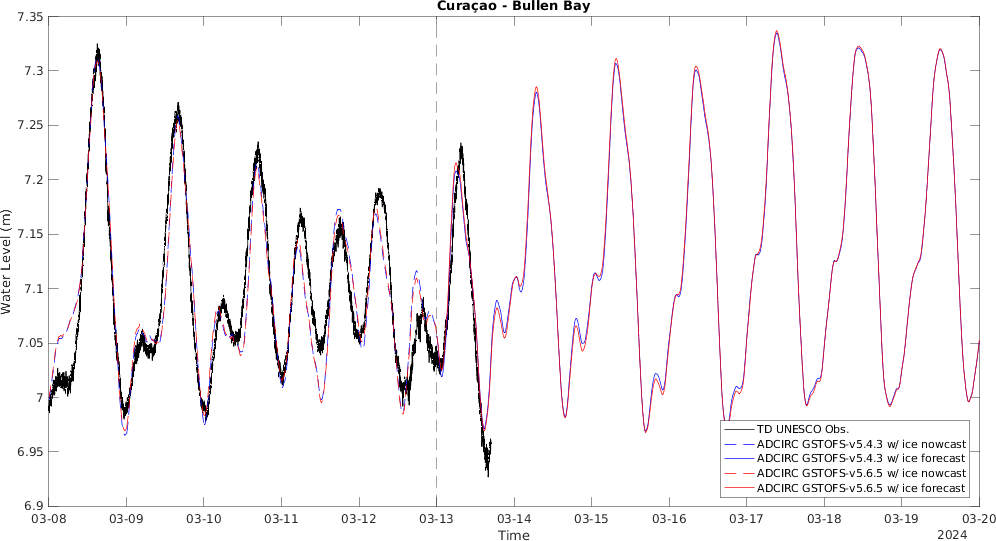 Curaçao - Bullen Bay
Water Level (m)
7.35
7.3
7.25
7.2
7.15
7.1
7.05
7
6.95
6.9
TD UNESCO Obs.
ADCIRC GSTOFS-v5.4.3 w/ ice nowcast
ADCIRC GSTOFS-v5.4.3 w/ ice forecast
ADCIRC GSTOFS-v5.6.5 w/ ice nowcast
ADCIRC GSTOFS-v5.6.5 w/ ice forecast
03-08 03-09 03-10 03-11 03-12 03-13 03-14 03-15 03-16 03-17 03-18 03-19 03-20
Time
2024